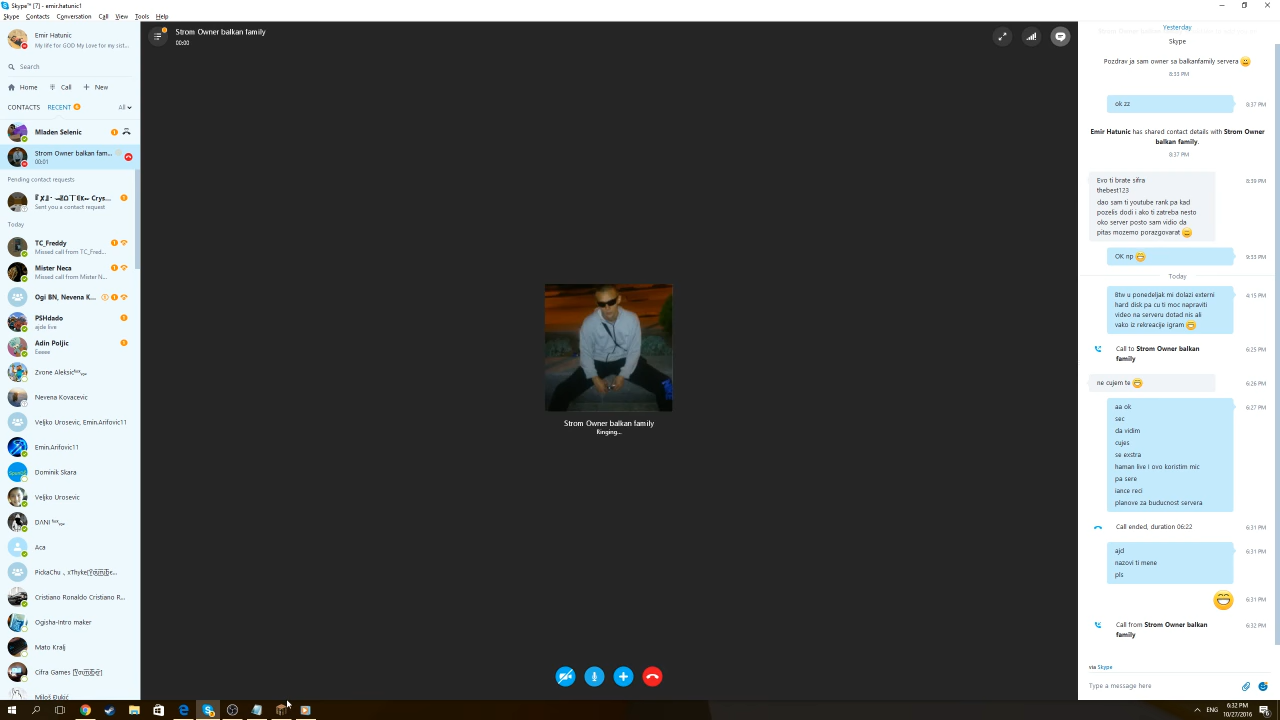 Skype™ [7] - emir.hatunic1
Skype Contacts Conversation Call View Tools Help
Emir Hatunic
My life for GOD My Love for my sist...
Search
Home Call New
CONTACTS RECENT 6 All
Mladen Selenic 1
Strom Owner balkan fam...
00:01
Pending contact requests
Crys...
Sent you a contact request
Today
TC_Freddy 1
Missed call from TC_Fred...
Mister Neca 1
Missed call from Mister N...
Ogi BN, Nevena K... 1
PSHdado
ajde live
Adin Poljic
Eeeee
Zvone Aleksic
Nevena Kovacevic
Veljko Urosevic, Emin.Arifovic11
Emin.Arifovic11
Dominik Skara
Veljko Urosevic
DANI
Aca
PickaChu ., xThyke
Cristiano Ronaldo Cristiano R...
Ogisha-Intro maker
Mato Kralj
Cifra Games
Miloš Đukić
Strom Owner balkan family
00:00
Strom Owner balkan family
Ringing...
Yesterday
Skype
Pozdrav ja sam owner sa balkanfamily servera
8:33 PM
ok zz 8:37 PM
Emir Hatunic has shared contact details with Strom Owner
balkan family.
8:37 PM
Evo ti brate sifra 8:39 PM
thebest123
dao sam ti youtube rank pa kad
pozelis dodi i ako ti zatreba nesto
oko server posto sam vidio da
pitas mozemo porazgovarat
OK np 9:33 PM
Today
Btw u ponedeljak mi dolazi externi 4:15 PM
hard disk pa cu ti moc napraviti
video na serveru dotad nis ali
vako iz rekreacije igram
Call to Strom Owner balkan 6:25 PM
family
ne cujem te 6:26 PM
aa ok 6:27 PM
sec
da vidim
cujes
se exstra
haman live I ovo koristim mic
pa sere
iance reci
planove za buducnost servera
Call ended, duration 06:22 6:31 PM
ajd 6:31 PM
nazovi ti mene
pls
6:31 PM
Call from Strom Owner balkan 6:32 PM
family
via Skype
Type a message here
ENG 6:32 PM
10/27/2016